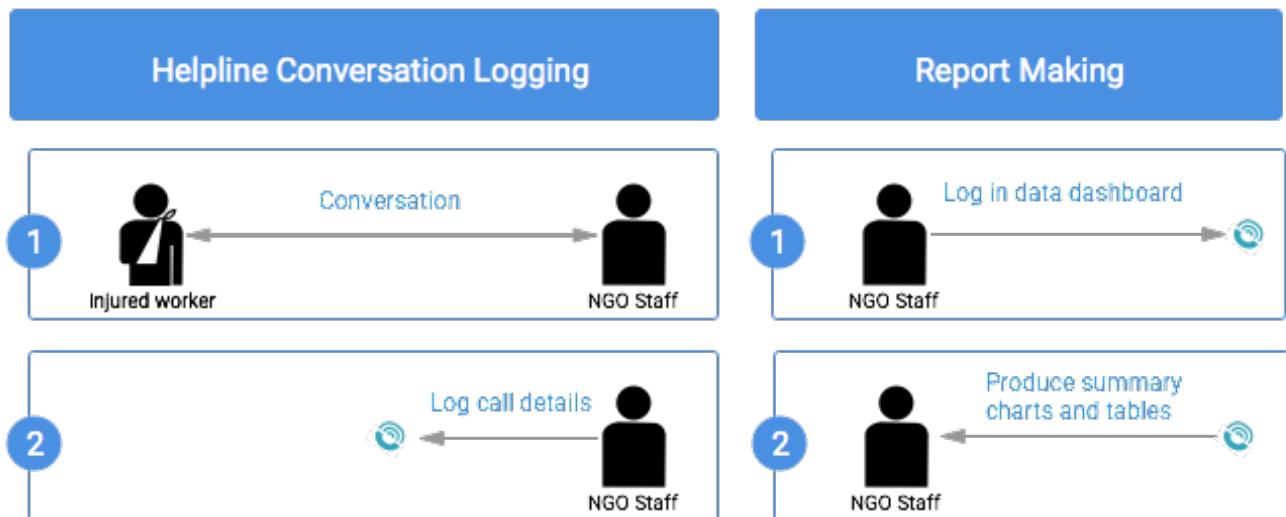 Helpline Conversation Logging
Report Making
1
Conversation
Injured worker
NGO Staff
1
Log in data dashboard
NGO Staff
2
Log call details
NGO Staff
2
Produce summary
charts and tables
NGO Staff